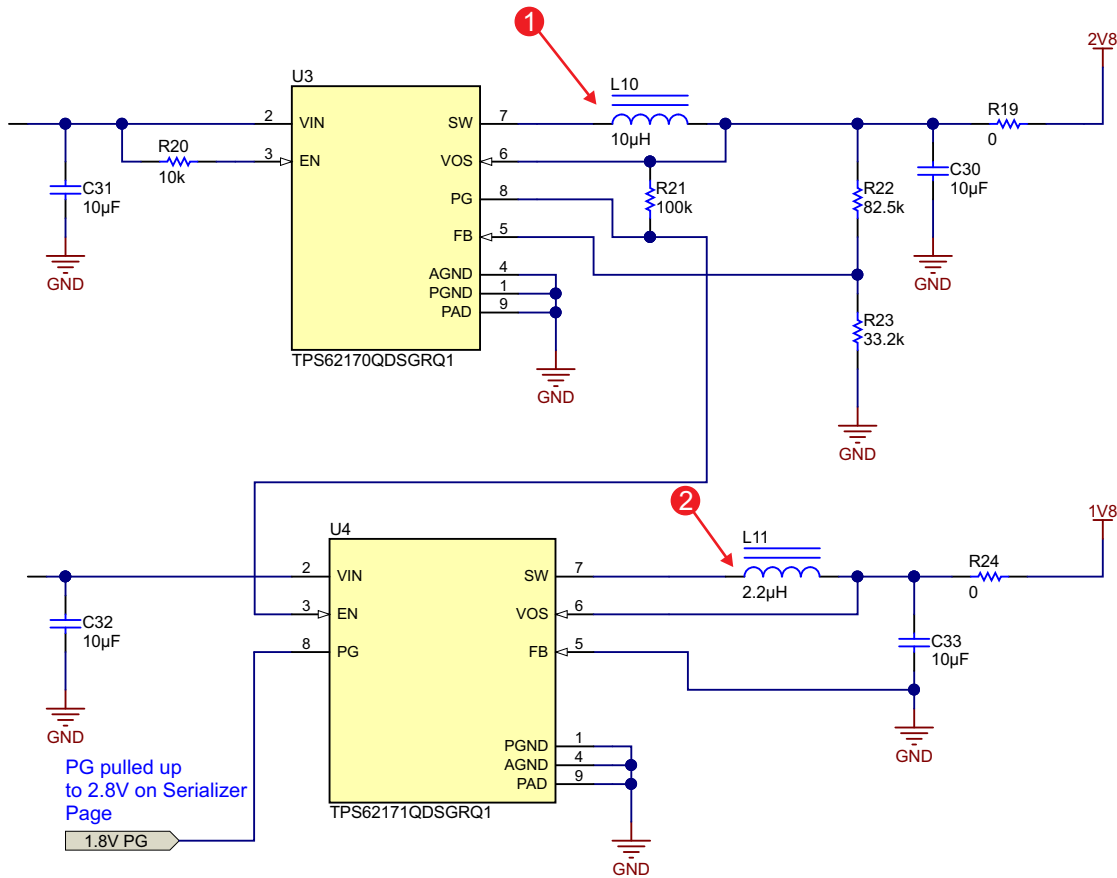 1
2V8
U3
L10
R19
2
VIN
SW
7
10µH
0
R20
3
EN
VOS
6
10k
C31
10µF
PG
8
R21
100k
R22
82.5k
C30
10µF
FB
5
GND
AGND
4
PGND
1
PAD
9
GND
R23
33.2k
TPS62170QDSGRQ1
GND
GND
2
1V8
U4
L11
R24
2
VIN
SW
7
2.2µH
0
3
EN
VOS
6
C32
10µF
8
PG
FB
5
C33
10µF
GND
PGND
1
GND
PG pulled up
to 2.8V on Serializer
Page
AGND
4
PAD
9
TPS62171QDSGRQ1
1.8V PG
GND